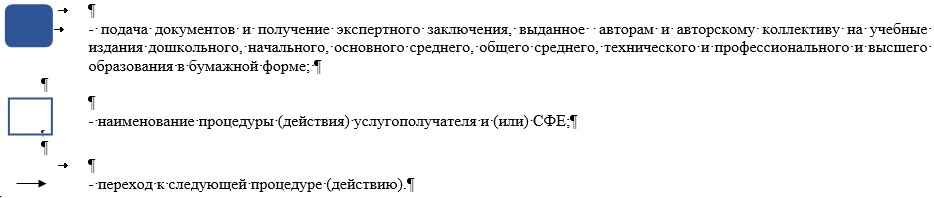 - подача документов и получение экспертного заключения, выданное авторам и авторскому коллективу на учебные
издания дошкольного, начального, основного среднего, общего среднего, технического и профессионального и высшего
образования в бумажной форме; ¶
¶
¶
- наименование процедуры (действия) услугополучателя и (или) СФЕ;¶
¶
¶
- переход к следующей процедуре (действию).¶